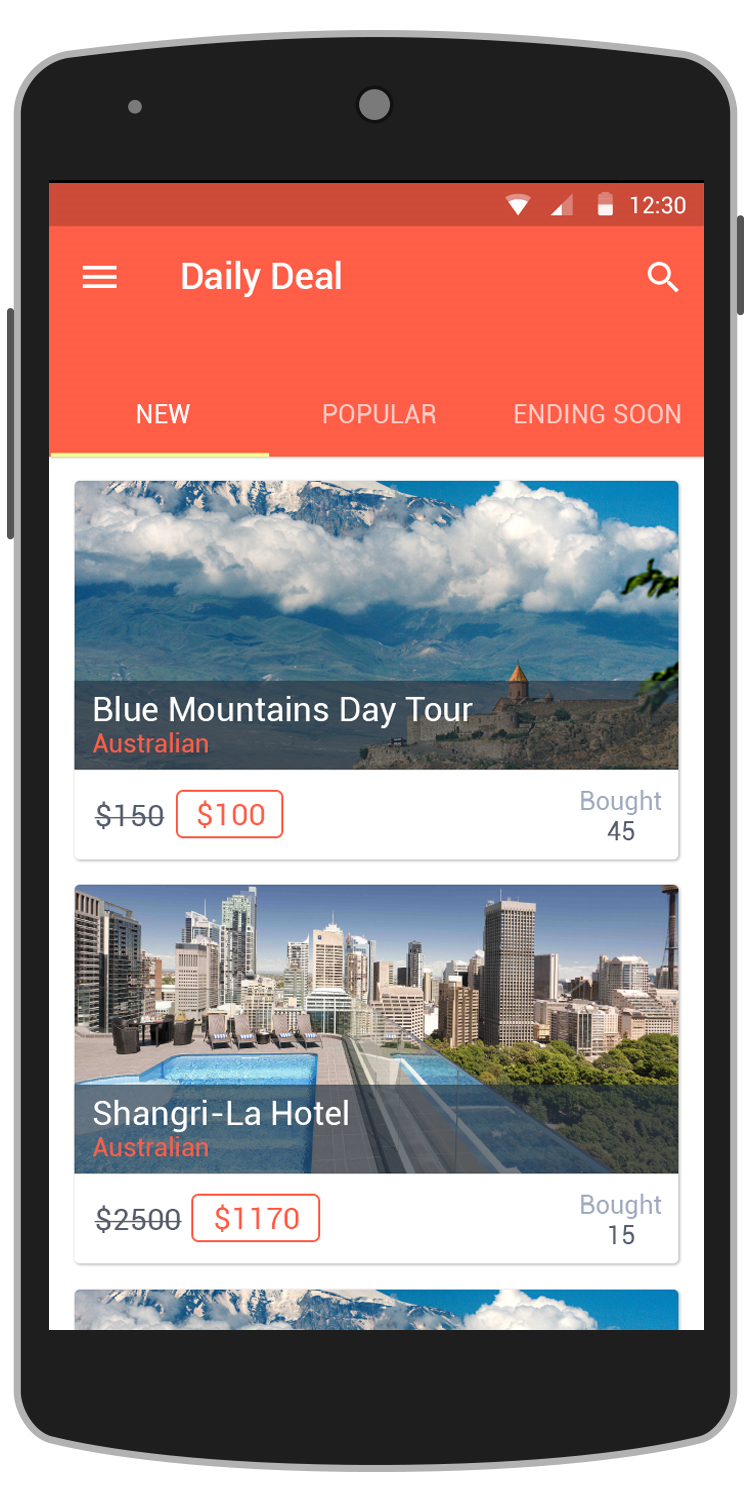 12:30
Daily Deal
NEW POPULAR ENDING SOON
Blue Mountains Day Tour
Australian
$150 $100 Bought
45
Shangri-La Hotel
Australian
$2500 $1170 Bought
15